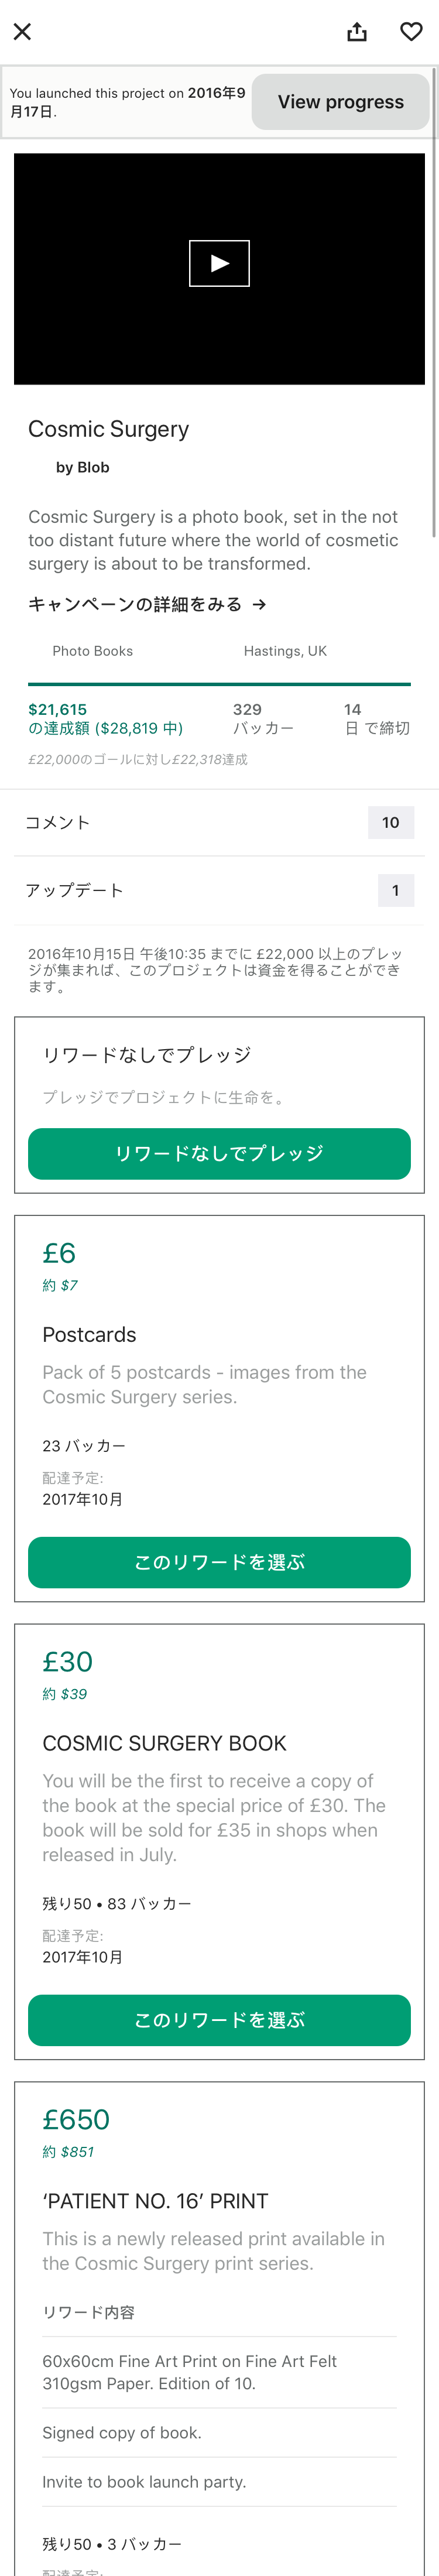 You launched this project on 2016年9
月17日.
View progress
Cosmic Surgery
by Blob
Cosmic Surgery is a photo book, set in the not
too distant future where the world of cosmetic
surgery is about to be transformed.
キャンペーンの詳細をみる →
Photo Books
Hastings, UK
$21,615
の達成額 ($28,819 中)
329
バッカー
14
日 で締切
£22,000のゴールに対し£22,318達成
コメント
10
アップデート
1
2016年10月15日 午後10:35 までに £22,000 以上のプレッ
ジが集まれば、このプロジェクトは資金を得ることができ
ます。
リワードなしでプレッジ
プレッジでプロジェクトに生命を。
リワードなしでプレッジ
£6
約 $7
Postcards
Pack of 5 postcards - images from the
Cosmic Surgery series.
23 バッカー
配達予定:
2017年10月
このリワードを選ぶ
£30
約 $39
COSMIC SURGERY BOOK
You will be the first to receive a copy of
the book at the special price of £30. The
book will be sold for £35 in shops when
released in July.
残り50 • 83 バッカー
配達予定:
2017年10月
このリワードを選ぶ
£650
約 $851
‘PATIENT NO. 16’ PRINT
This is a newly released print available in
the Cosmic Surgery print series.
リワード内容
60x60cm Fine Art Print on Fine Art Felt
310gsm Paper. Edition of 10.
Signed copy of book.
Invite to book launch party.
残り50 • 3 バッカー
配達予定: